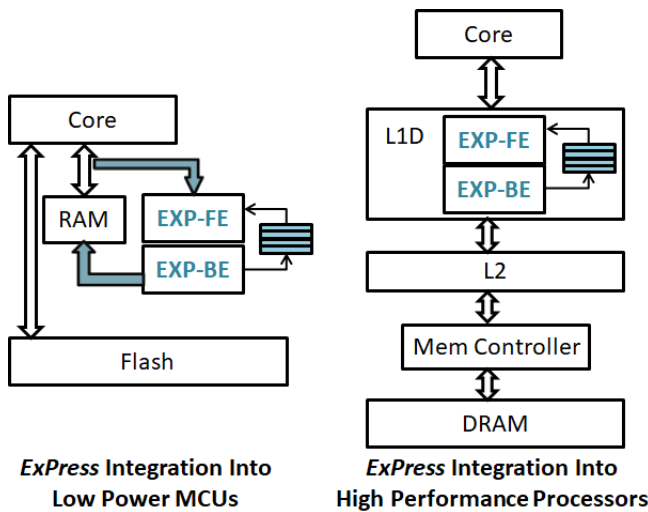 Core
RAM
EXP-FE
EXP-BE
Flash
ExPress Integration Into
Low Power MCUs
Core
L1D
EXP-FE
EXP-BE
L2
Mem Controller
DRAM
ExPress Integration Into
High Performance Processors